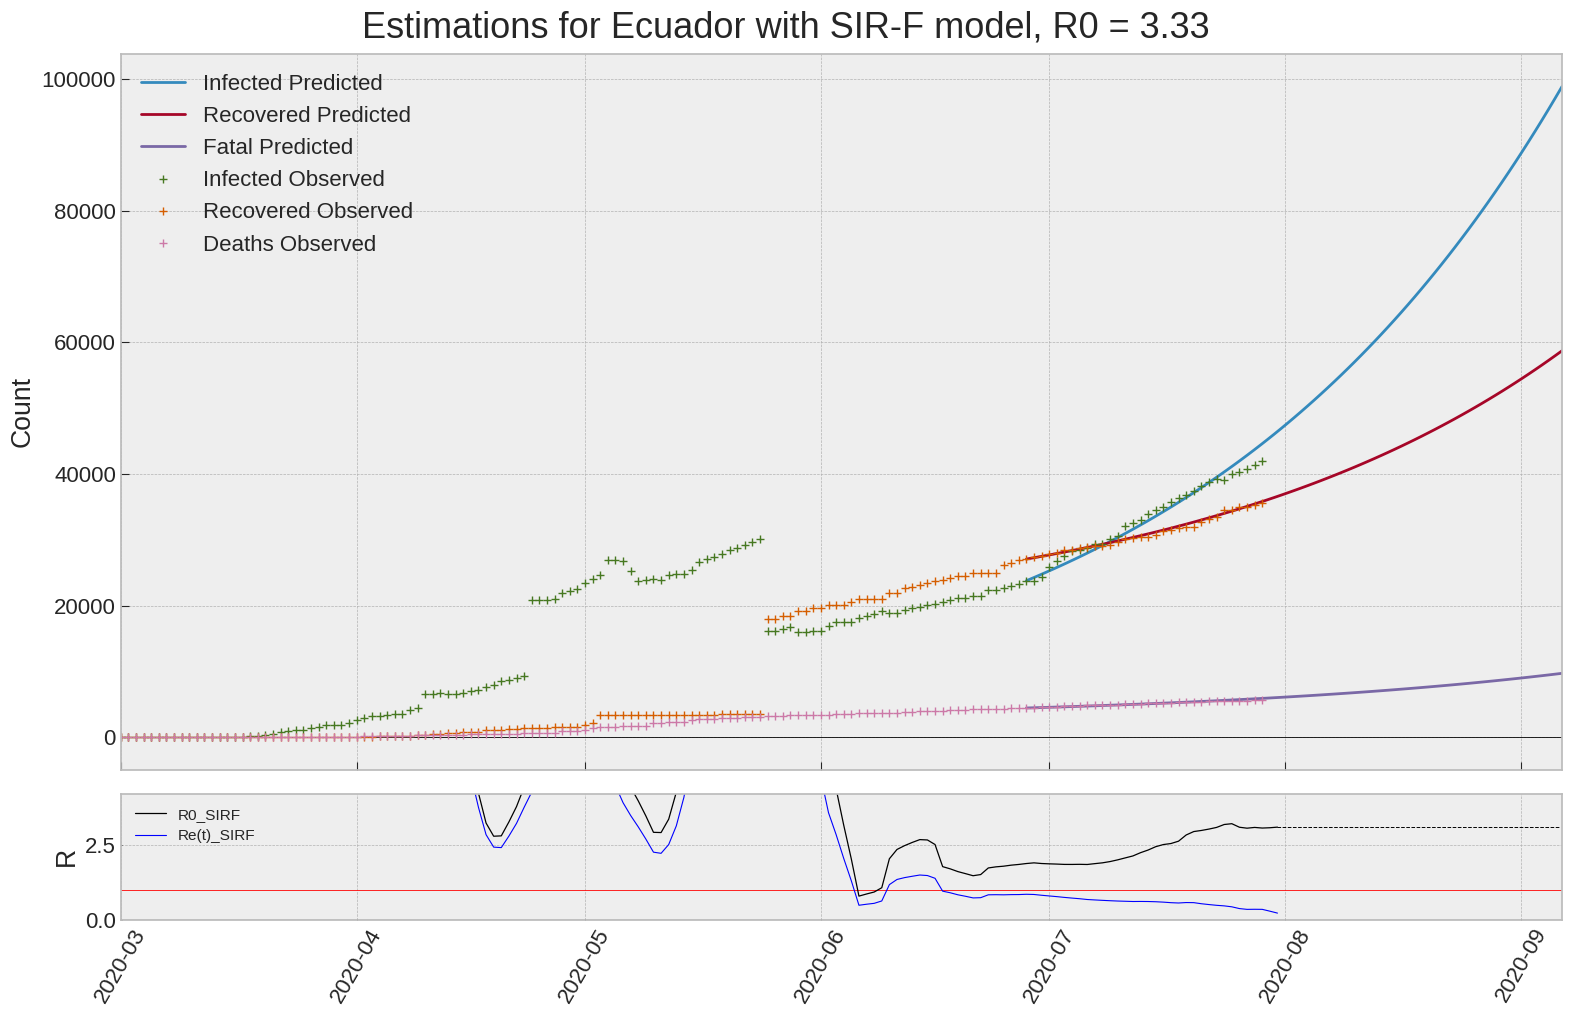 Estimations for Ecuador with SIR-F model, R0 = 3.33
Infected Predicted
Recovered Predicted
Fatal Predicted
Infected Observed
Recovered Observed
Deaths Observed
100000
80000
60000
40000
20000
0
Count
R0_SIRF
Re(t)_SIRF
2.5
0.0
R
2020-03
2020-04
2020-05
2020-06
2020-07
2020-08
2020-09